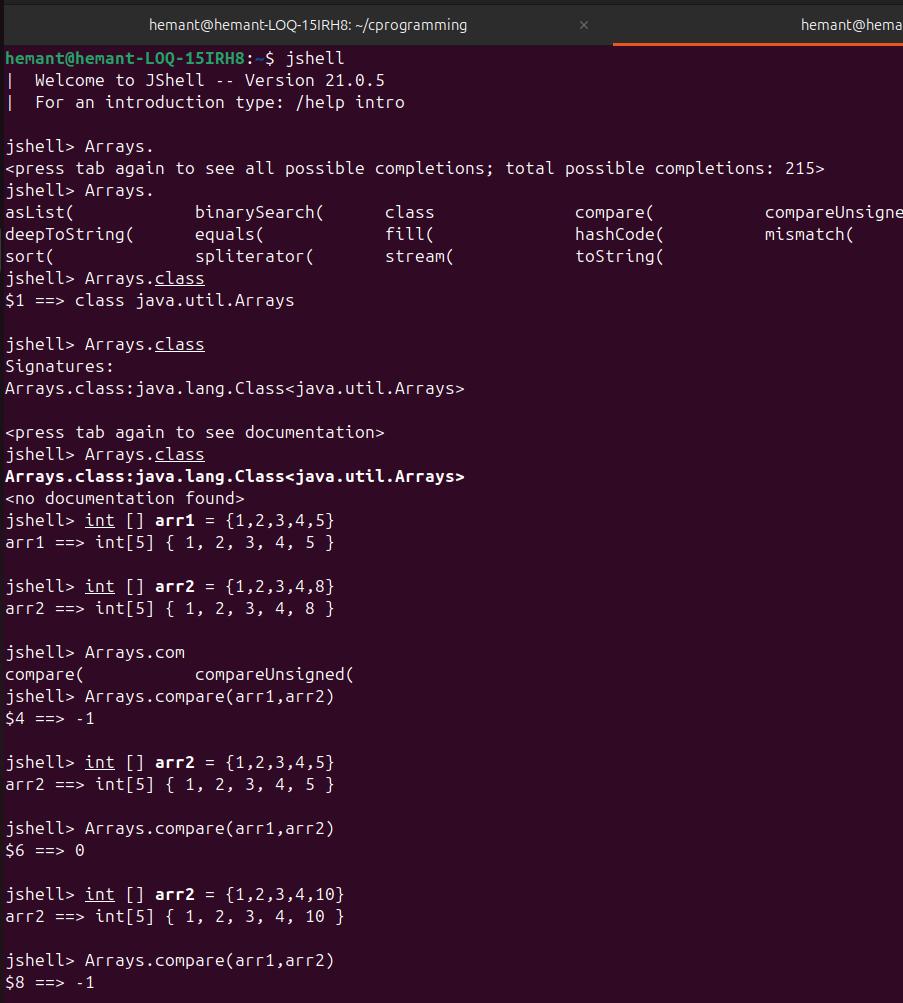 hemant@hemant-LOQ-15IRH8: ~/cprogramming × hemant@hema
hemant@hemant-LOQ-15IRH8:~$ jshell
|  Welcome to JShell -- Version 21.0.5
|  For an introduction type: /help intro
jshell> Arrays.
<press tab again to see all possible completions; total possible completions: 215>
jshell> Arrays.
asList(            binarySearch(      class              compare(           compareUnsigne
deepToString(      equals(            fill(              hashCode(          mismatch(
sort(              spliterator(       stream(            toString(
jshell> Arrays.class
$1 ==> class java.util.Arrays
jshell> Arrays.class
Signatures:
Arrays.class:java.lang.Class<java.util.Arrays>
<press tab again to see documentation>
jshell> Arrays.class
Arrays.class:java.lang.Class<java.util.Arrays>
<no documentation found>
jshell> int [] arr1 = {1,2,3,4,5}
arr1 ==> int[5] { 1, 2, 3, 4, 5 }
jshell> int [] arr2 = {1,2,3,4,8}
arr2 ==> int[5] { 1, 2, 3, 4, 8 }
jshell> Arrays.com
compare(           compareUnsigned(
jshell> Arrays.compare(arr1,arr2)
$4 ==> -1
jshell> int [] arr2 = {1,2,3,4,5}
arr2 ==> int[5] { 1, 2, 3, 4, 5 }
jshell> Arrays.compare(arr1,arr2)
$6 ==> 0
jshell> int [] arr2 = {1,2,3,4,10}
arr2 ==> int[5] { 1, 2, 3, 4, 10 }
jshell> Arrays.compare(arr1,arr2)
$8 ==> -1